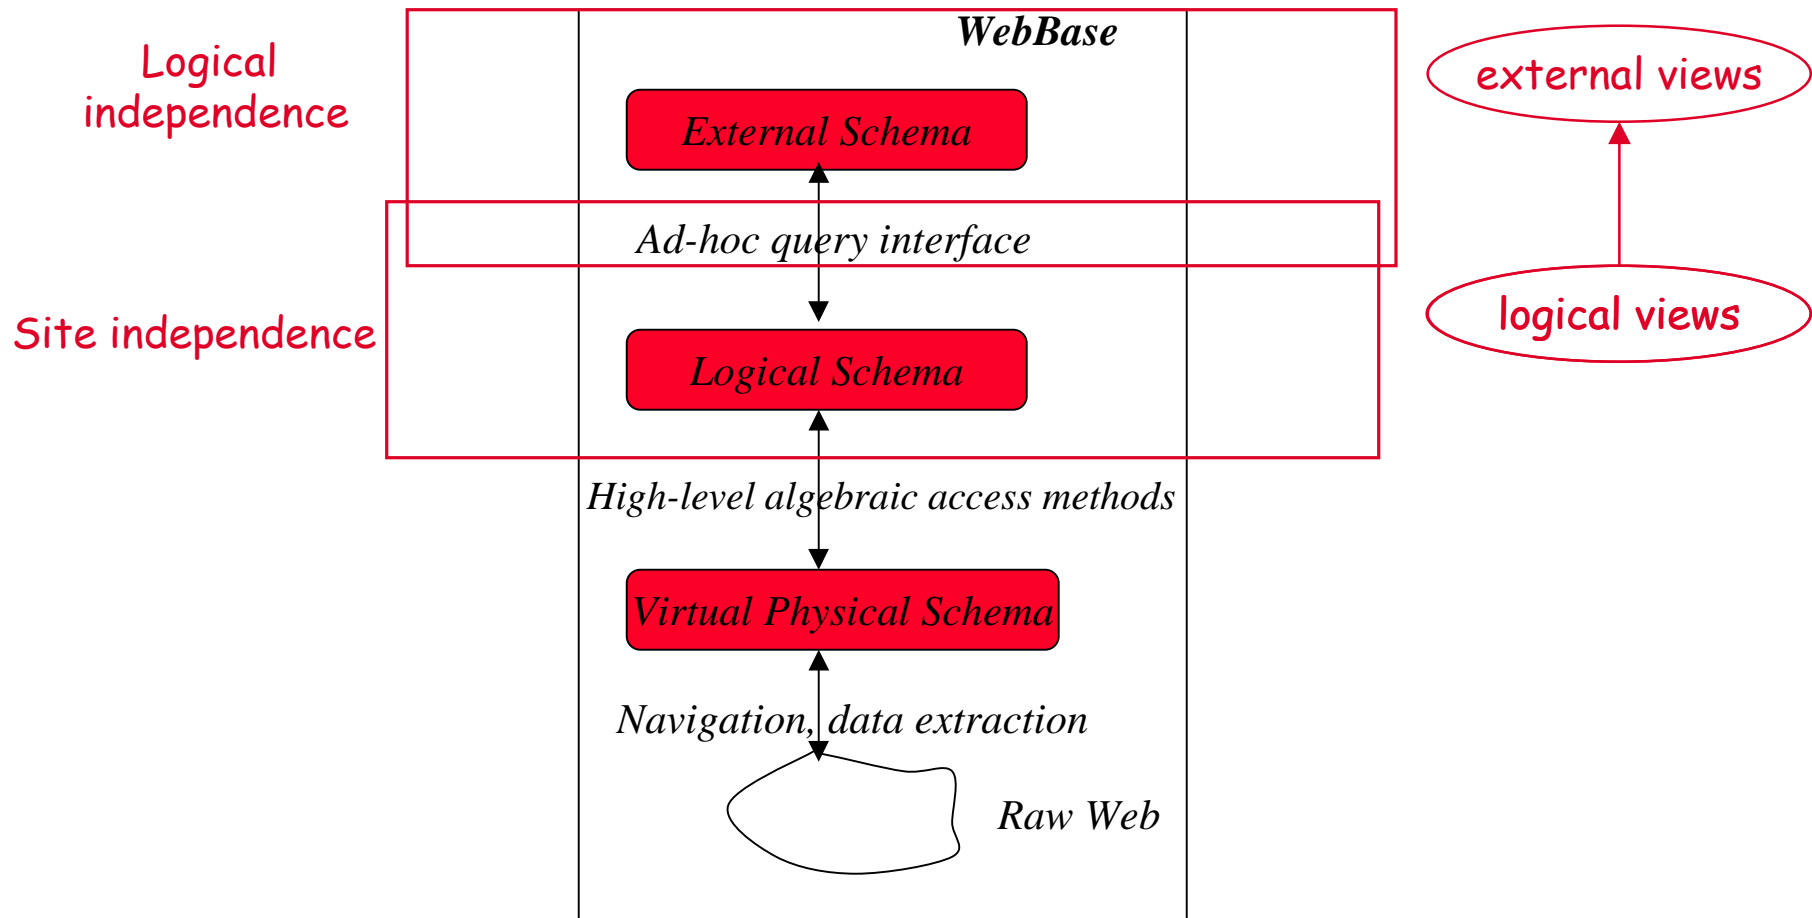 WebBase
Logical
independence
external views
External Schema
Ad-hoc query interface
Site independence
logical views
Logical Schema
High-level algebraic access methods
Virtual Physical Schema
Navigation, data extraction
Raw Web